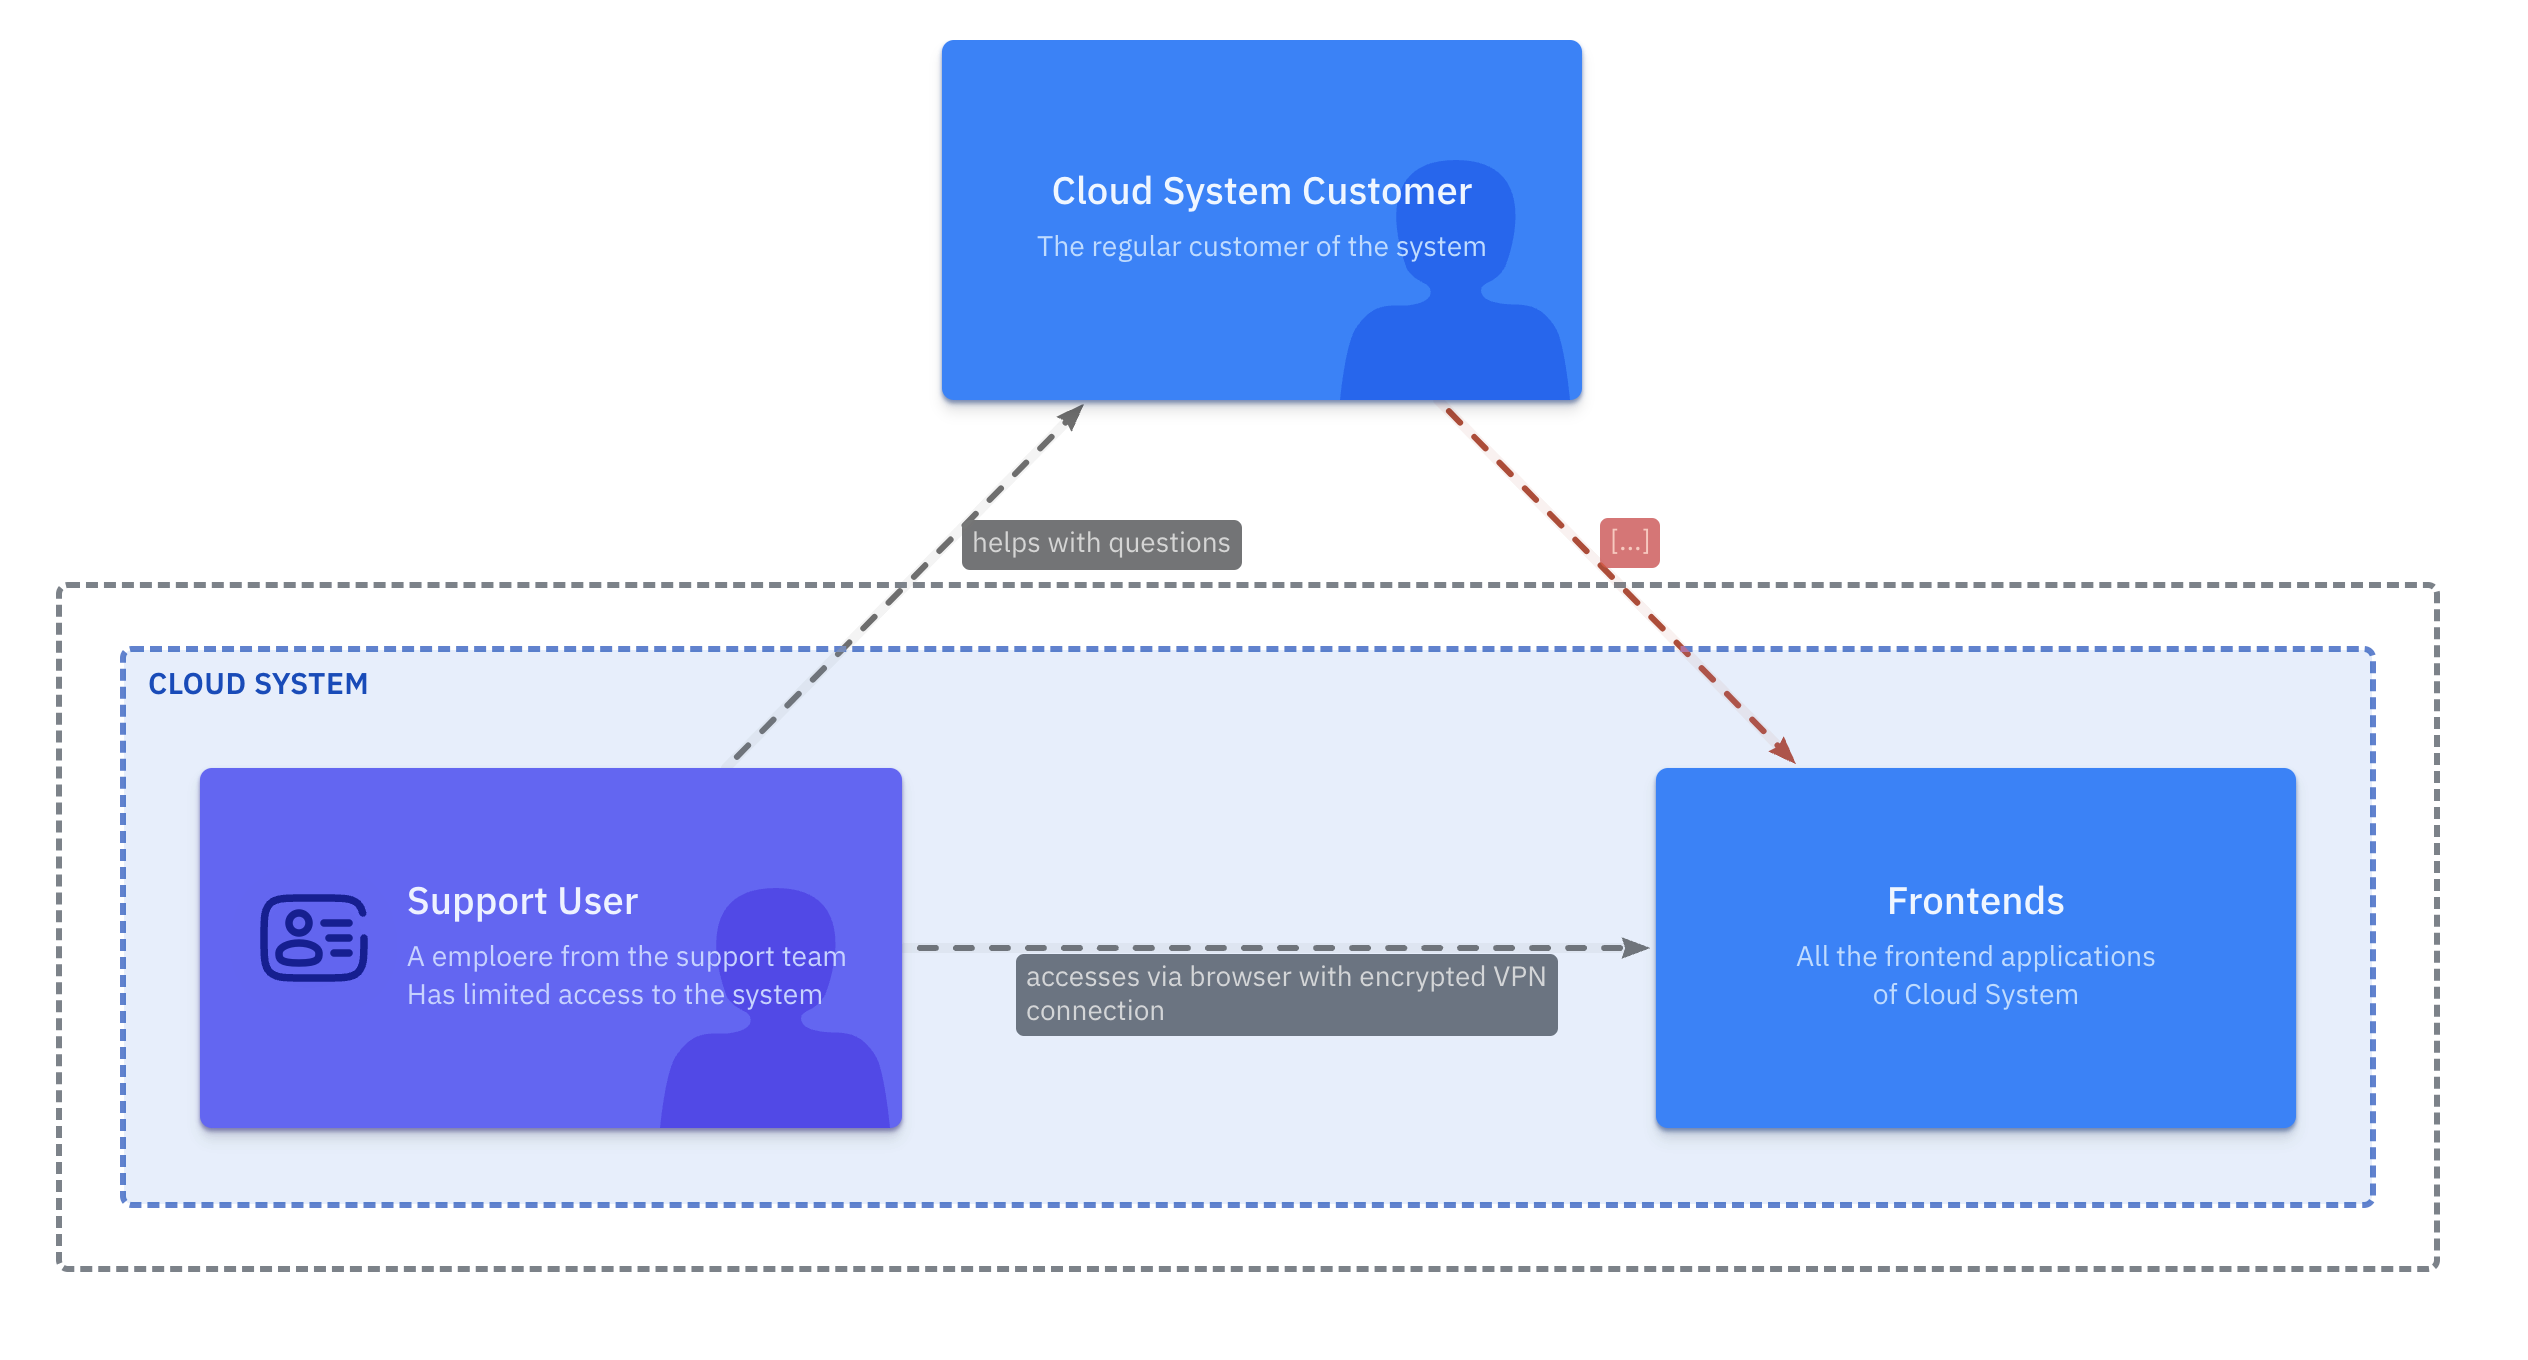 Cloud System Customer
The regular customer of the system
helps with questions
[...]
CLOUD SYSTEM
Support User
A emploere from the support team
Has limited access to the system
accesses via browser with encrypted VPN
connection
Frontends
All the frontend applications
of Cloud System